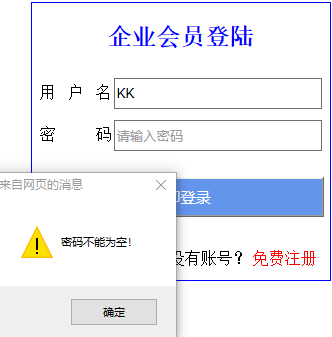 企业会员登陆
用 户 名 KK
密 码 请输入密码
来自网页的消息
即登录
密码不能为空!
没有账号？ 免费注册
确定